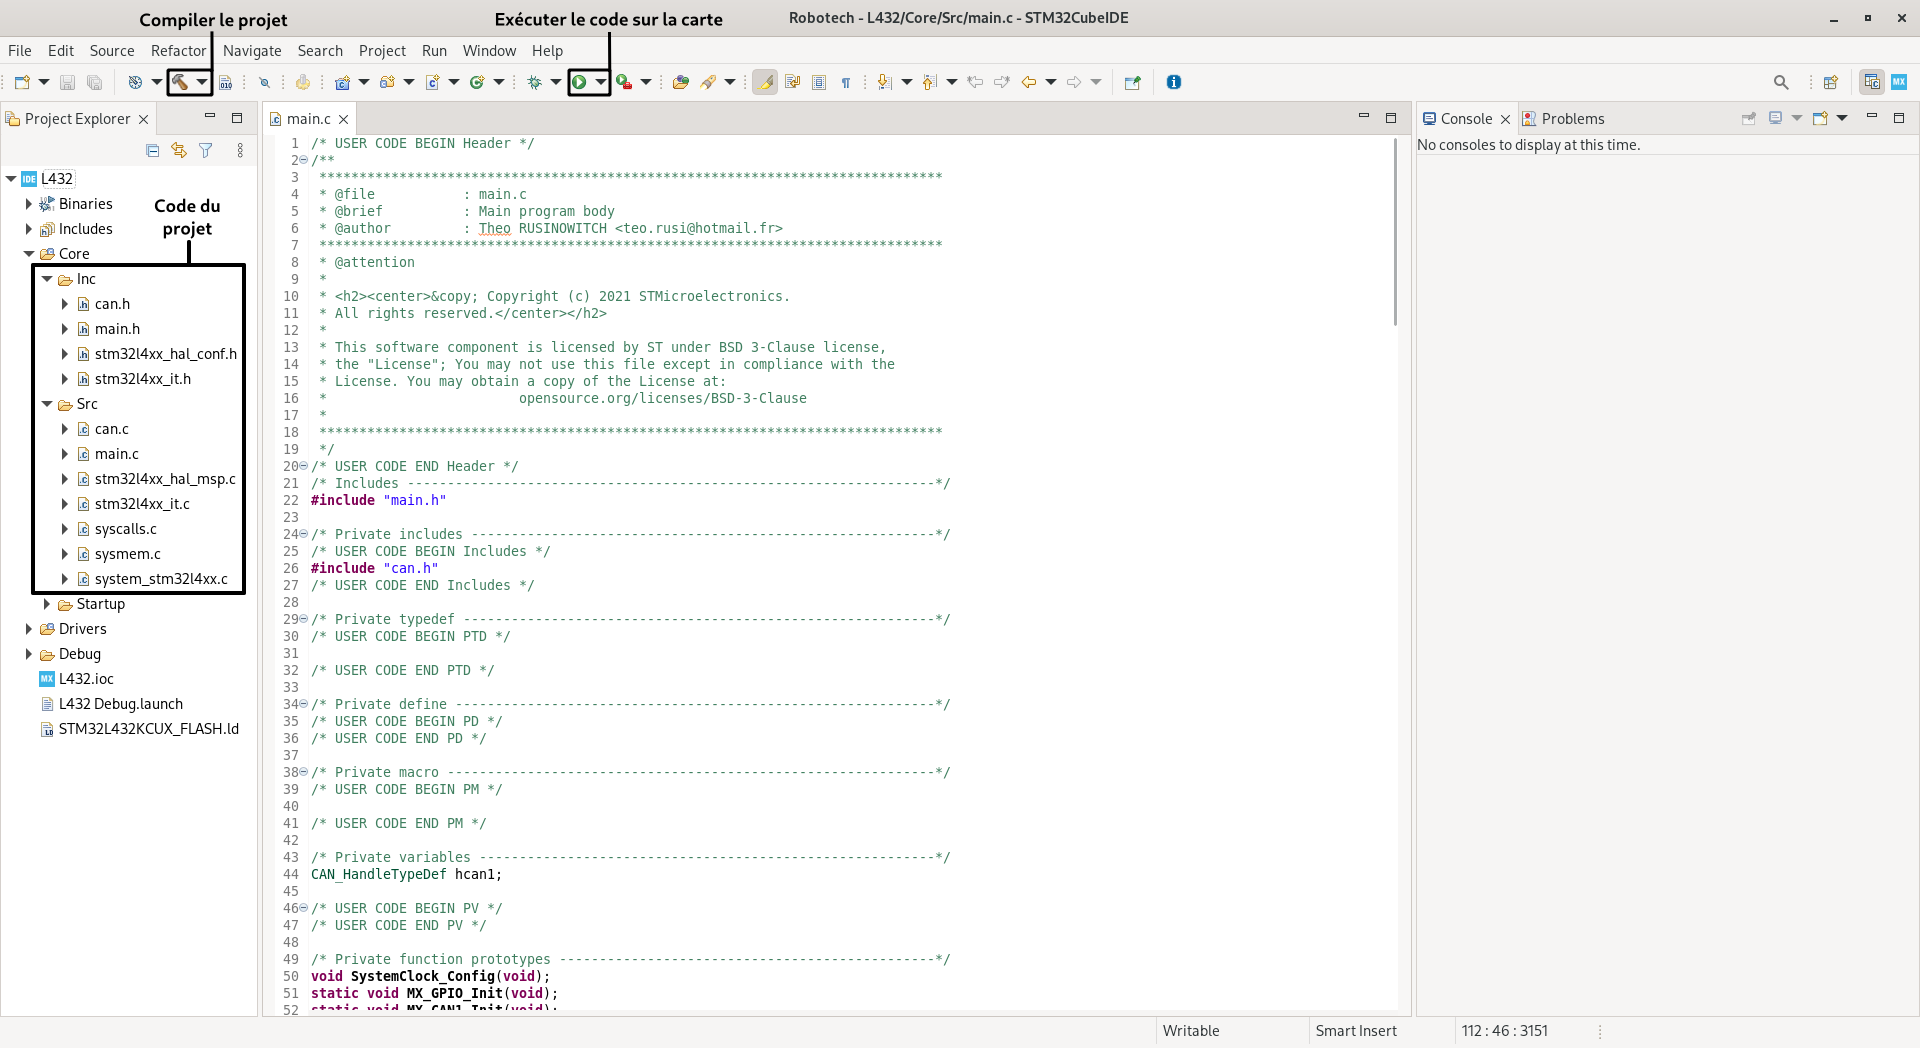 Compiler le projet
Exécuter le code sur la carte
Robotech - L432/Core/Src/main.c - STM32CubeIDE
File Edit Source Refactor Navigate Search Project Run Window Help
010
MX
Project Explorer
IDE L432
Binaries
Includes
Core
Code du
projet
Inc
can.h
main.h
stm32l4xx_hal_conf.h
stm32l4xx_it.h
Src
can.c
main.c
stm32l4xx_hal_msp.c
stm32l4xx_it.c
syscalls.c
sysmem.c
system_stm32l4xx.c
Startup
Drivers
Debug
MX L432.ioc
L432 Debug.launch
STM32L432KCUX_FLASH.ld
main.c
1 /* USER CODE BEGIN Header */
2 /**
3 ******************************************************************************
4 * @file : main.c
5 * @brief : Main program body
6 * @author : Theo RUSINOWITCH <teo.rusi@hotmail.fr>
7 ******************************************************************************
8 * @attention
9 *
10 * <h2><center>&copy; Copyright (c) 2021 STMicroelectronics.
11 * All rights reserved.</center></h2>
12 *
13 * This software component is licensed by ST under BSD 3-Clause license,
14 * the "License"; You may not use this file except in compliance with the
15 * License. You may obtain a copy of the License at:
16 * opensource.org/licenses/BSD-3-Clause
17 *
18 ******************************************************************************
19 */
20 /* USER CODE END Header */
21 /* Includes ------------------------------------------------------------------*/
22 #include "main.h"
23
24 /* Private includes ----------------------------------------------------------*/
25 /* USER CODE BEGIN Includes */
26 #include "can.h"
27 /* USER CODE END Includes */
28
29 /* Private typedef -----------------------------------------------------------*/
30 /* USER CODE BEGIN PTD */
31
32 /* USER CODE END PTD */
33
34 /* Private define ------------------------------------------------------------*/
35 /* USER CODE BEGIN PD */
36 /* USER CODE END PD */
37
38 /* Private macro -------------------------------------------------------------*/
39 /* USER CODE BEGIN PM */
40
41 /* USER CODE END PM */
42
43 /* Private variables ---------------------------------------------------------*/
44 CAN_HandleTypeDef hcan1;
45
46 /* USER CODE BEGIN PV */
47 /* USER CODE END PV */
48
49 /* Private function prototypes -----------------------------------------------*/
50 void SystemClock_Config(void);
51 static void MX_GPIO_Init(void);
52 static void MX_CAN1_Init(void);
Console
Problems
No consoles to display at this time.
Writable
Smart Insert
112 : 46 : 3151